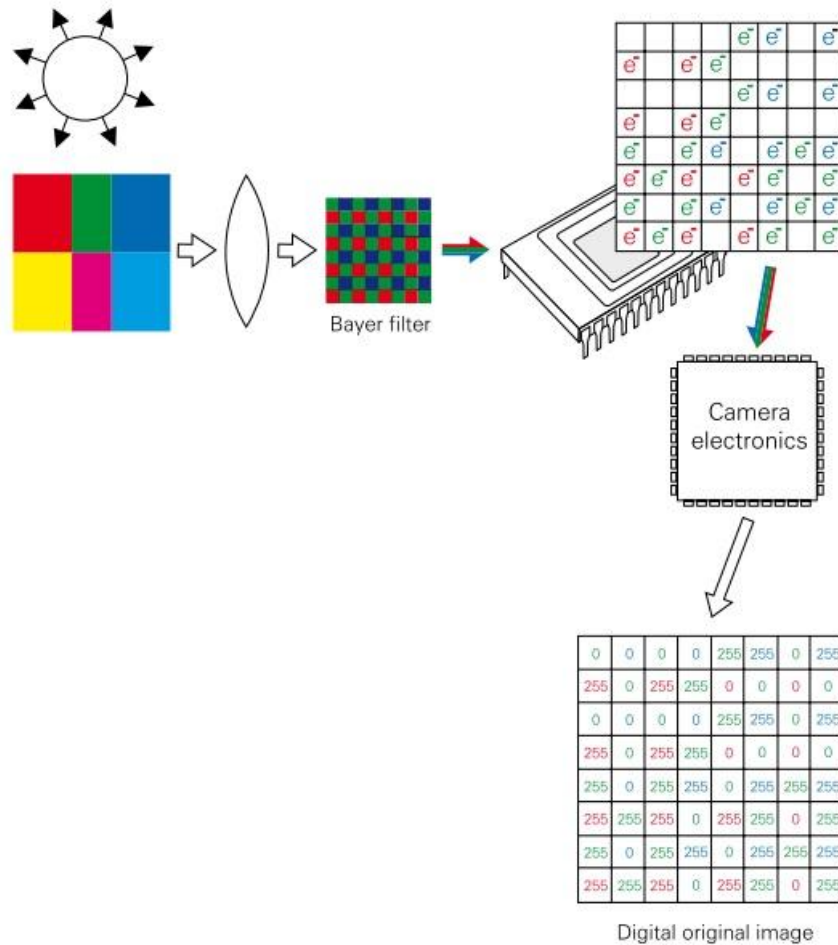 e⁻ e⁻ e⁻
e⁻ e⁻ e⁻
e⁻ e⁻ e⁻
e⁻ e⁻ e⁻
e⁻ e⁻ e⁻ e⁻ e⁻ e⁻
e⁻ e⁻ e⁻ e⁻ e⁻ e⁻
e⁻ e⁻ e⁻ e⁻ e⁻ e⁻
e⁻ e⁻ e⁻ e⁻ e⁻ e⁻
Bayer filter
Camera
electronics
0 0 0 0 255 255 0 255
255 0 255 255 0 0 0 0
0 0 0 0 255 255 0 255
255 0 255 255 0 0 0 0
255 0 255 255 0 255 255 255
255 255 255 0 255 255 0 255
255 0 255 255 0 255 255 255
255 255 255 0 255 255 0 255
Digital original image